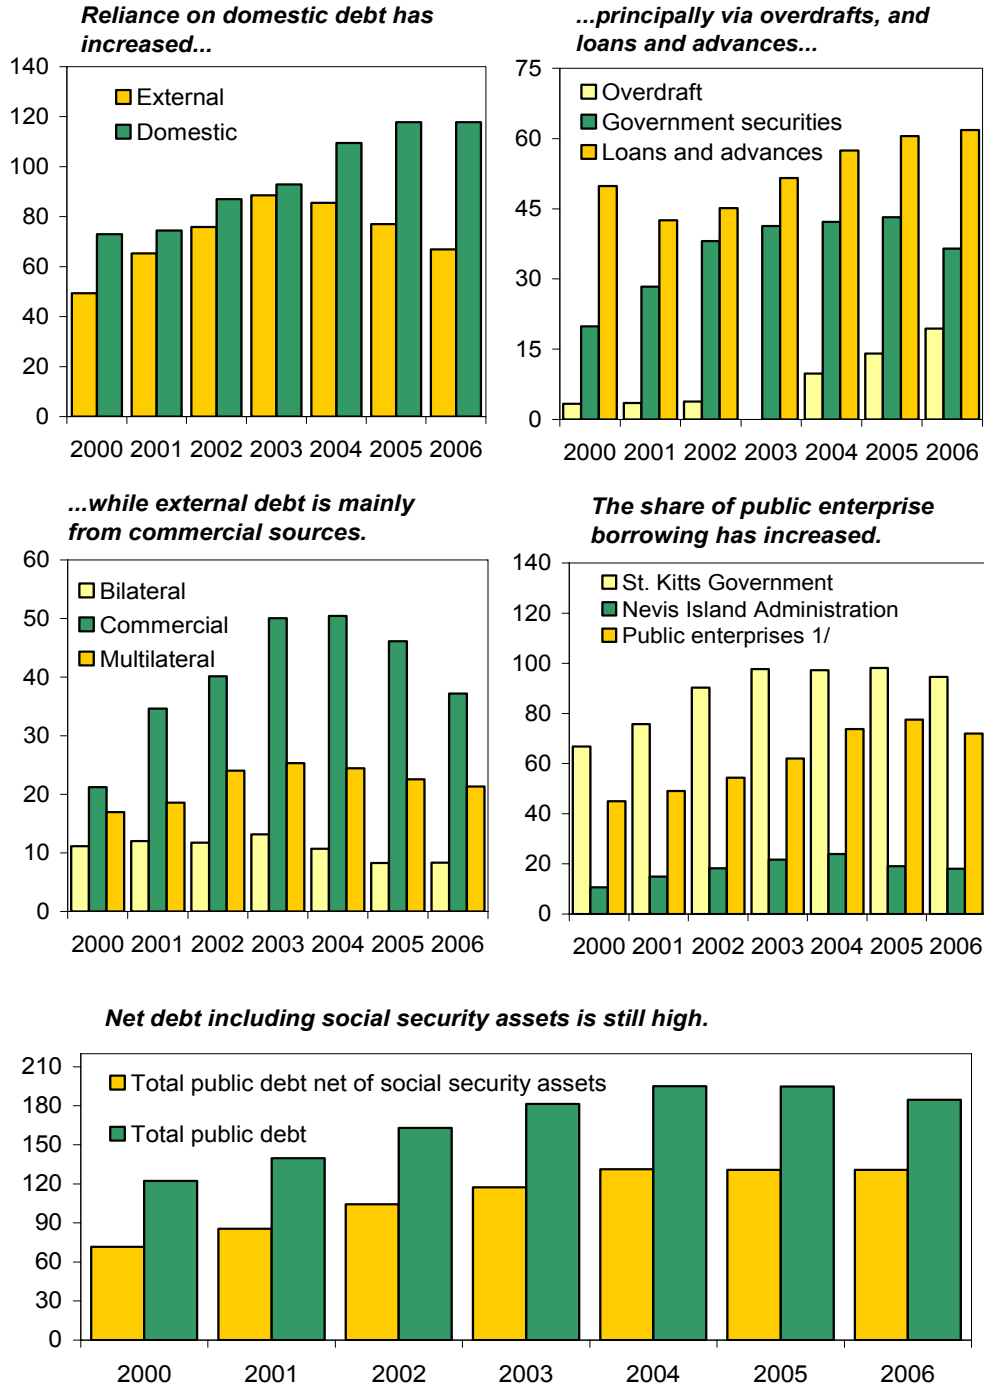 Reliance on domestic debt has
increased...
140
120
100
80
60
40
20
0
External
Domestic
2000 2001 2002 2003 2004 2005 2006
...principally via overdrafts, and
loans and advances...
75
60
45
30
15
0
Overdraft
Government securities
Loans and advances
2000 2001 2002 2003 2004 2005 2006
...while external debt is mainly
from commercial sources.
60
50
40
30
20
10
0
Bilateral
Commercial
Multilateral
2000 2001 2002 2003 2004 2005 2006
The share of public enterprise
borrowing has increased.
140
120
100
80
60
40
20
0
St. Kitts Government
Nevis Island Administration
Public enterprises 1/
2000 2001 2002 2003 2004 2005 2006
Net debt including social security assets is still high.
210
180
150
120
90
60
30
0
Total public debt net of social security assets
Total public debt
2000 2001 2002 2003 2004 2005 2006